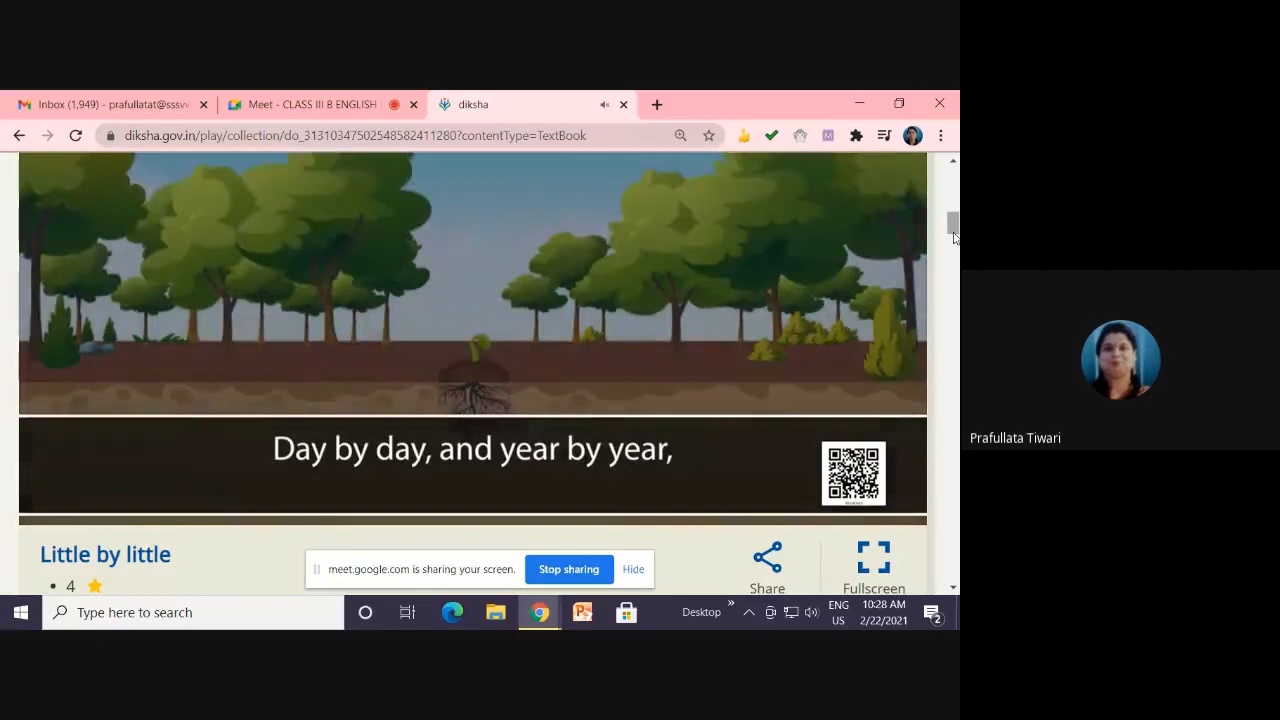 Inbox (1,949) - prafullatat@sssv
Meet - CLASS III B ENGLISH
diksha
diksha.gov.in/play/collection/do_31310347502548582411280?contentType=TextBook
Day by day, and year by year,
Little by little
• 4
meet.google.com is sharing your screen.
Stop sharing
Hide
Share
Fullscreen
Type here to search
Desktop
ENG
US
10:28 AM
2/22/2021
2
Prafullata Tiwari